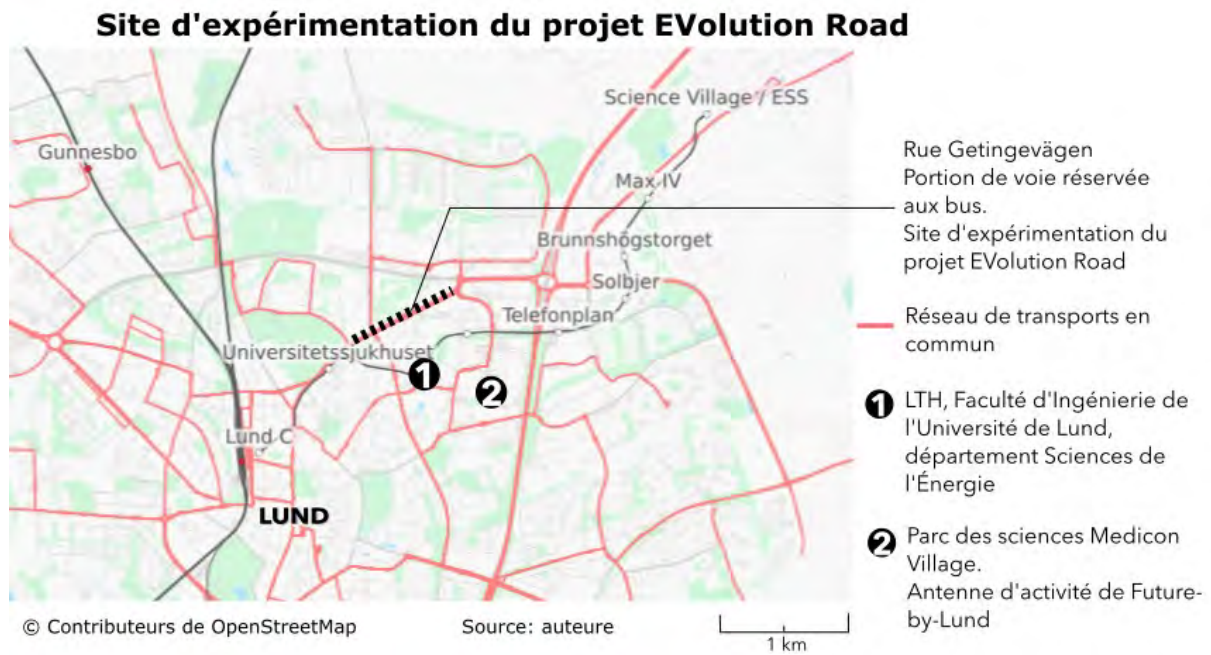 Site d'expérimentation du projet EVolution Road
Science Village / ESS
Gunnesbo
Max IV
Brunnshögstorget
Solbjer
Telefonplan
Universitetssjukhuset
1
2
Lund C
LUND
Rue Getingevägen
Portion de voie réservée
aux bus.
Site d'expérimentation du
projet EVolution Road
Réseau de transports en
commun
1 LTH, Faculté d'Ingénierie de
l'Université de Lund,
département Sciences de
l'Énergie
2 Parc des sciences Medicon
Village.
Antenne d'activité de Future-
by-Lund
© Contributeurs de OpenStreetMap
Source: auteure
1 km